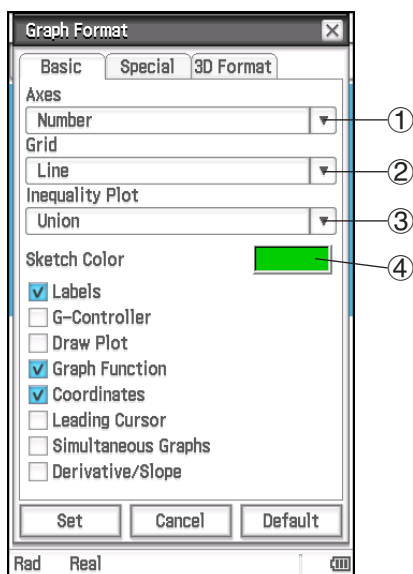 Graph Format
Basic Special 3D Format
Axes
Number ①
Grid
Line ②
Inequality Plot
Union ③
Sketch Color ④
Labels
G-Controller
Draw Plot
Graph Function
Coordinates
Leading Cursor
Simultaneous Graphs
Derivative/Slope
Set Cancel Default
Rad Real